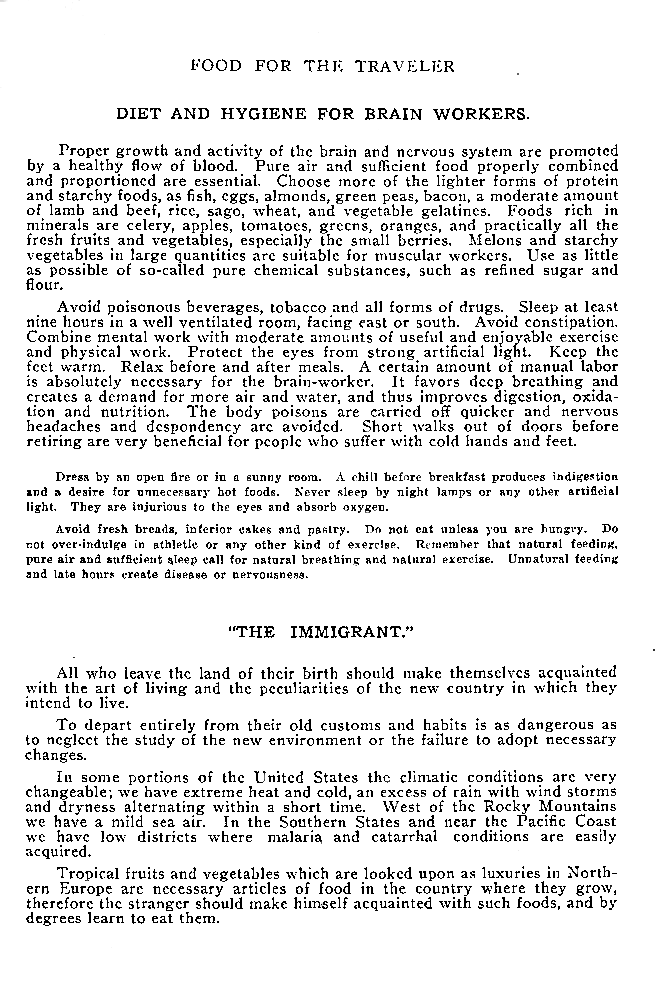 FOOD FOR THE TRAVELER
DIET AND HYGIENE FOR BRAIN WORKERS.
Proper growth and activity of the brain and nervous system are promoted
by a healthy flow of blood. Pure air and sufficient food properly combined
and proportioned are essential. Choose more of the lighter forms of protein
and starchy foods, as fish, eggs, almonds, green peas, bacon, a moderate amount
of lamb and beef, rice, sago, wheat, and vegetable gelatines. Foods rich in
minerals are celery, apples, tomatoes, greens, oranges, and practically all the
fresh fruits and vegetables, especially the small berries. Melons and starchy
vegetables in large quantities are suitable for muscular workers. Use as little
as possible of so-called pure chemical substances, such as refined sugar and
flour.
Avoid poisonous beverages, tobacco and all forms of drugs. Sleep at least
nine hours in a well ventilated room, facing east or south. Avoid constipation.
Combine mental work with moderate amounts of useful and enjoyable exercise
and physical work. Protect the eyes from strong artificial light. Keep the
feet warm. Relax before and after meals. A certain amount of manual labor
is absolutely necessary for the brain-worker. It favors deep breathing and
creates a demand for more air and water, and thus improves digestion, oxida-
tion and nutrition. The body poisons are carried off quicker and nervous
headaches and despondency are avoided. Short walks out of doors before
retiring are very beneficial for people who suffer with cold hands and feet.
Dress by an open fire or in a sunny room. A chill before breakfast produces indigestion
and a desire for unnecessary hot foods. Never sleep by night lamps or any other artificial
light. They are injurious to the eyes and absorb oxygen.
Avoid fresh breads, inferior cakes and pastry. Do not eat unless you are hungry. Do
not over-indulge in athletic or any other kind of exercise. Remember that natural feeding,
pure air and sufficient sleep call for natural breathing and natural exercise. Unnatural feeding
and late hours create disease or nervousness.
"THE IMMIGRANT."
All who leave the land of their birth should make themselves acquainted
with the art of living and the peculiarities of the new country in which they
intend to live.
To depart entirely from their old customs and habits is as dangerous as
to neglect the study of the new environment or the failure to adopt necessary
changes.
In some portions of the United States the climatic conditions are very
changeable; we have extreme heat and cold, an excess of rain with wind storms
and dryness alternating within a short time. West of the Rocky Mountains
we have a mild sea air. In the Southern States and near the Pacific Coast
we have low districts where malaria and catarrhal conditions are easily
acquired.
Tropical fruits and vegetables which are looked upon as luxuries in North-
ern Europe are necessary articles of food in the country where they grow,
therefore the stranger should make himself acquainted with such foods, and by
degrees learn to eat them.